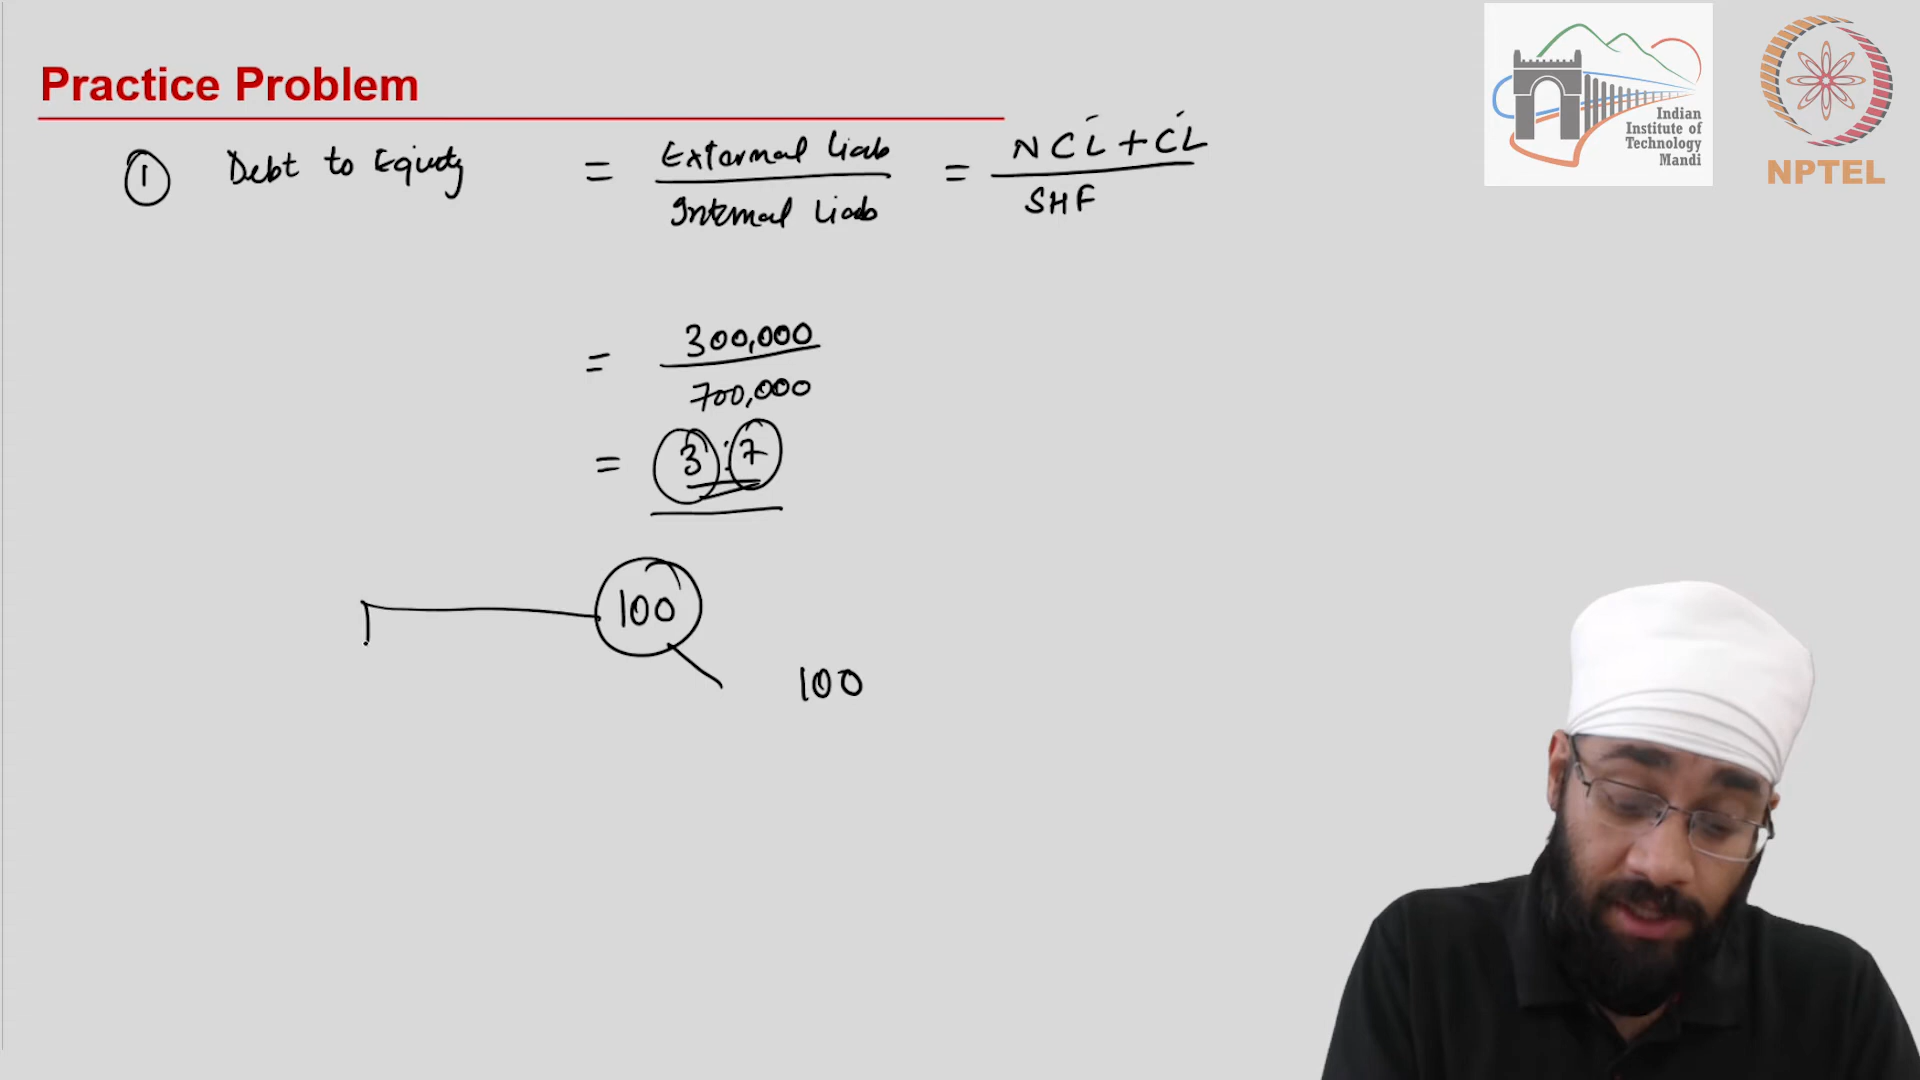 Practice Problem
Indian
Institute of
Technology
Mandi
NPTEL
1 Debt to Equity = External Liab / Internal Liab = NCL + CL / SHF
= 300,000 / 700,000
= 3:7
100
100